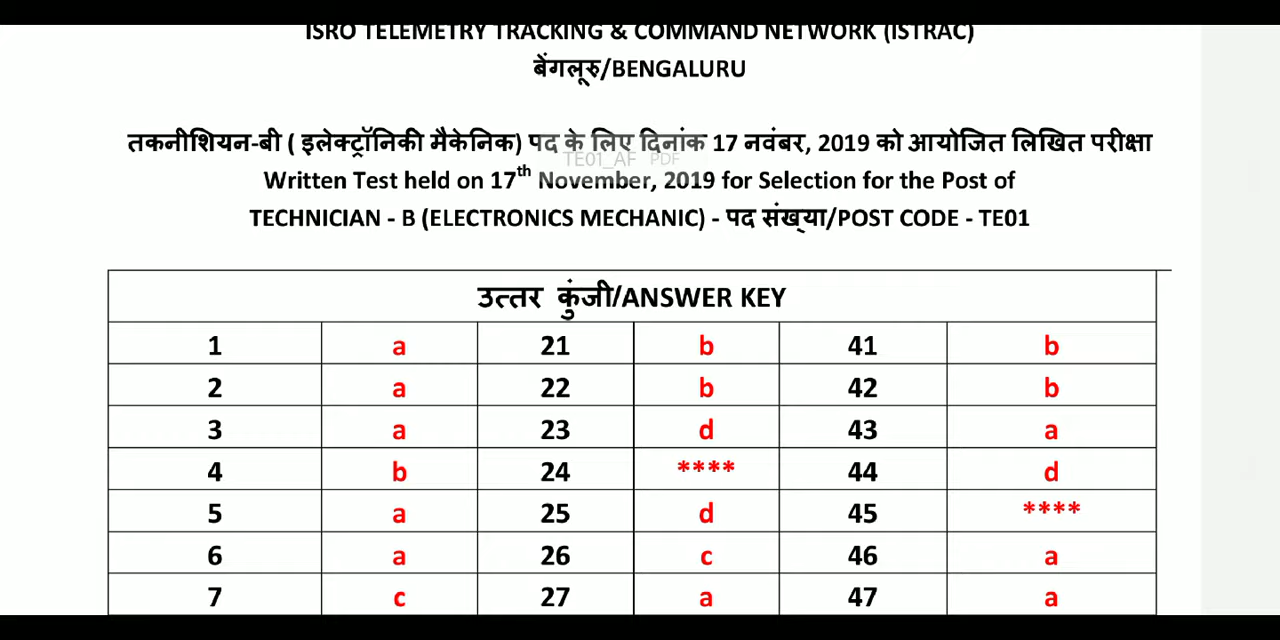 ISRO TELEMETRY TRACKING & COMMAND NETWORK (ISTRAC)
बेंगलूरु/BENGALURU
तकनीशियन-बी ( इलेक्ट्रॉनिकी मैकेनिक) पद के लिए दिनांक 17 नवंबर, 2019 को आयोजित लिखित परीक्षा
TE01_AF PDF
Written Test held on 17th November, 2019 for Selection for the Post of
TECHNICIAN - B (ELECTRONICS MECHANIC) - पद संख्या/POST CODE - TE01
उत्तर कुंजी/ANSWER KEY
1 a 21 b 41 b
2 a 22 b 42 b
3 a 23 d 43 a
4 b 24 **** 44 d
5 a 25 d 45 ****
6 a 26 c 46 a
7 c 27 a 47 a